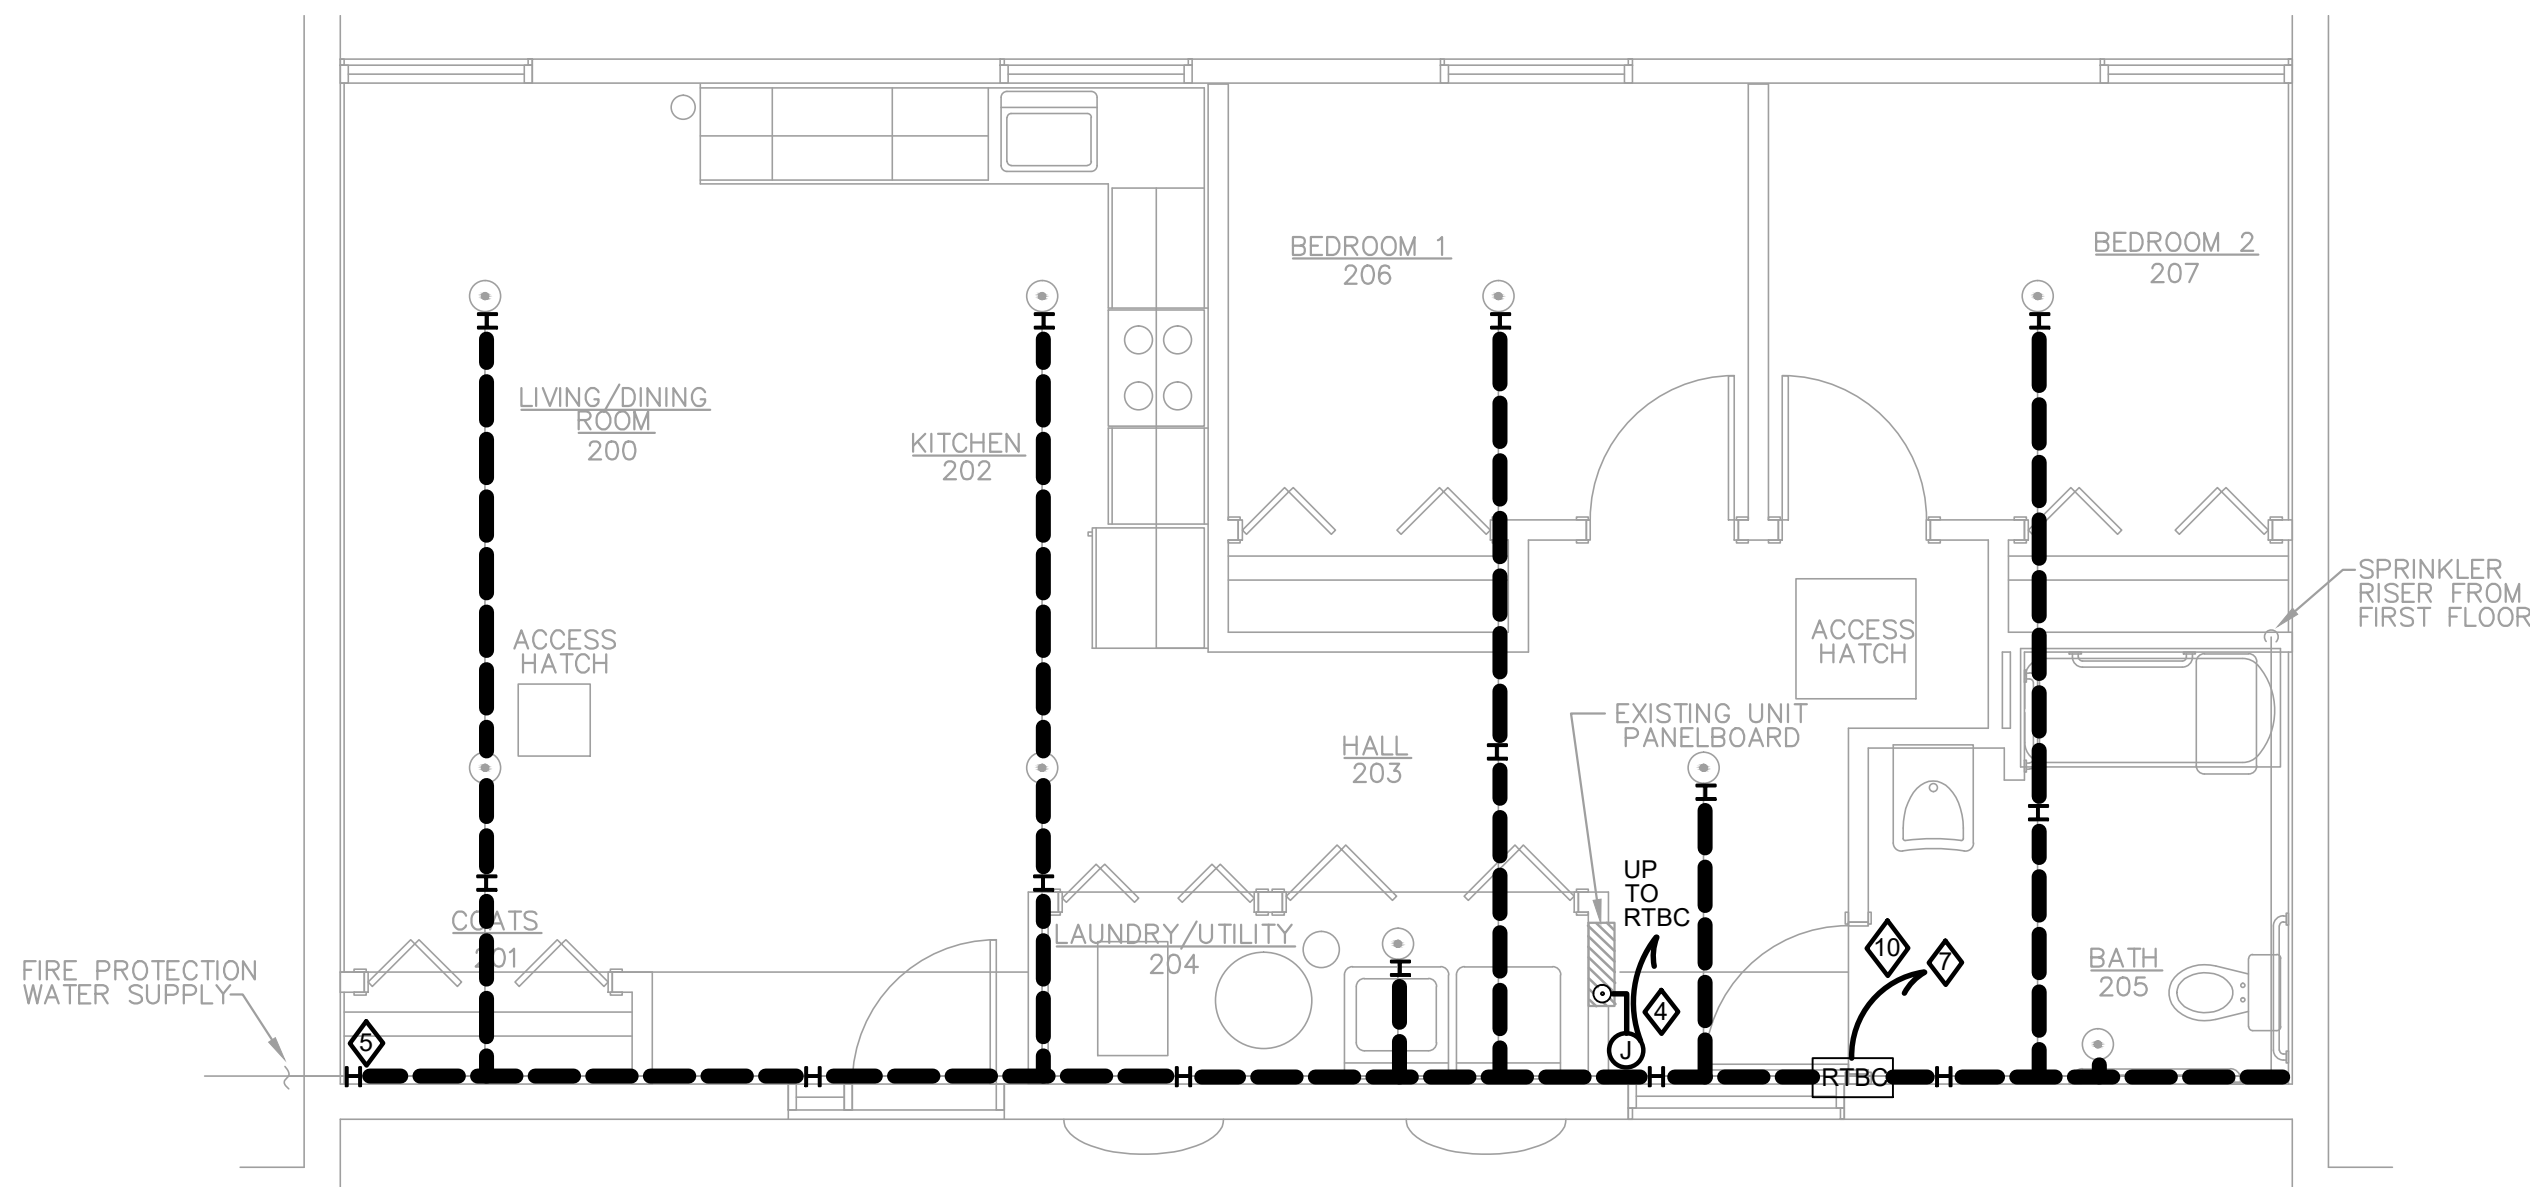 BEDROOM 1
206
BEDROOM 2
207
LIVING/DINING
ROOM
200
KITCHEN
202
SPRINKLER
RISER FROM
FIRST FLOOR
ACCESS
HATCH
ACCESS
HATCH
EXISTING UNIT
PANELBOARD
HALL
203
UP
TO
RTBC
COATS
201
LAUNDRY/UTILITY
204
10
7
BATH
205
FIRE PROTECTION
WATER SUPPLY
4
5
J
RTBC